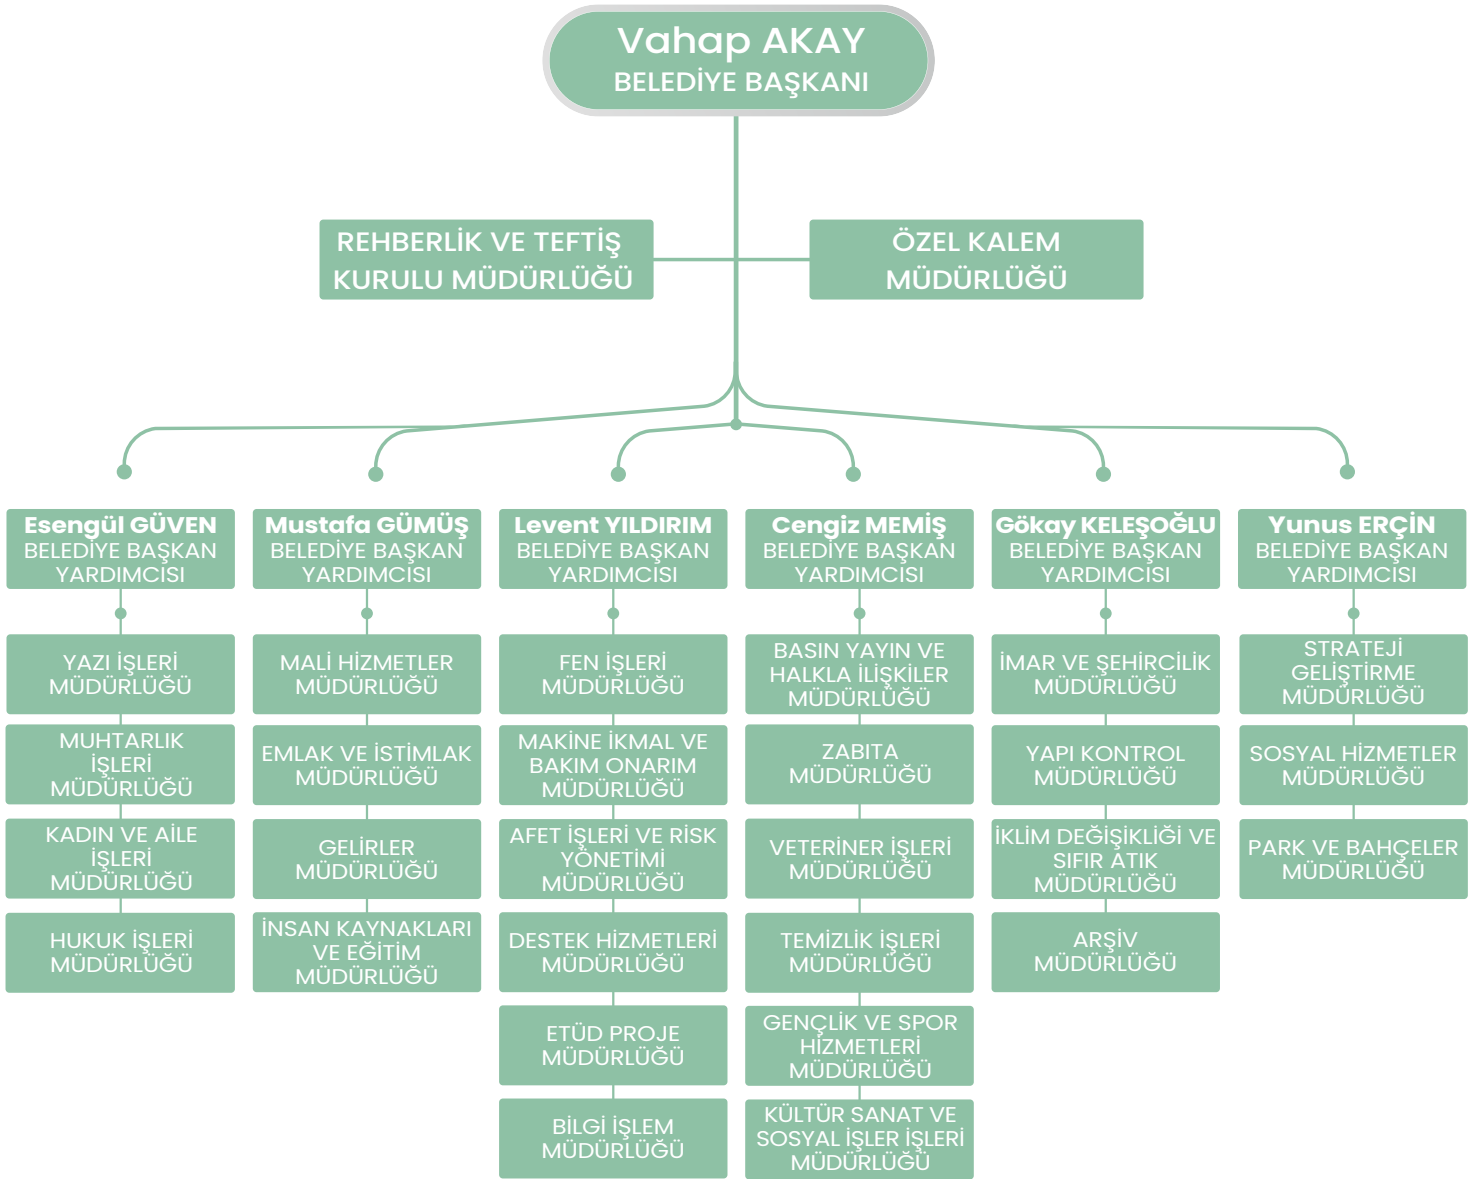 Vahap AKAY
BELEDİYE BAŞKANI
REHBERLİK VE TEFTİŞ
KURULU MÜDÜRLÜĞÜ
ÖZEL KALEM
MÜDÜRLÜĞÜ
Esengül GÜVEN
BELEDİYE BAŞKAN
YARDIMCISI
YAZI İŞLERİ
MÜDÜRLÜĞÜ
MUHTARLIK
İŞLERİ
MÜDÜRLÜĞÜ
KADIN VE AİLE
İŞLERİ
MÜDÜRLÜĞÜ
HUKUK İŞLERİ
MÜDÜRLÜĞÜ
Mustafa GÜMÜŞ
BELEDİYE BAŞKAN
YARDIMCISI
MALİ HİZMETLER
MÜDÜRLÜĞÜ
EMLAK VE İSTİMLAK
MÜDÜRLÜĞÜ
GELİRLER
MÜDÜRLÜĞÜ
İNSAN KAYNAKLARI
VE EĞİTİM
MÜDÜRLÜĞÜ
Levent YILDIRIM
BELEDİYE BAŞKAN
YARDIMCISI
FEN İŞLERİ
MÜDÜRLÜĞÜ
MAKİNE İKMAL VE
BAKIM ONARIM
MÜDÜRLÜĞÜ
AFET İŞLERİ VE RİSK
YÖNETİMİ
MÜDÜRLÜĞÜ
DESTEK HİZMETLERİ
MÜDÜRLÜĞÜ
ETÜD PROJE
MÜDÜRLÜĞÜ
BİLGİ İŞLEM
MÜDÜRLÜĞÜ
Cengiz MEMİŞ
BELEDİYE BAŞKAN
YARDIMCISI
BASIN YAYIN VE
HALKLA İLİŞKİLER
MÜDÜRLÜĞÜ
ZABITA
MÜDÜRLÜĞÜ
VETERİNER İŞLERİ
MÜDÜRLÜĞÜ
TEMİZLİK İŞLERİ
MÜDÜRLÜĞÜ
GENÇLİK VE SPOR
HİZMETLERİ
MÜDÜRLÜĞÜ
KÜLTÜR SANAT VE
SOSYAL İŞLER İŞLERİ
MÜDÜRLÜĞÜ
Gökay KELEŞOĞLU
BELEDİYE BAŞKAN
YARDIMCISI
İMAR VE ŞEHİRCİLİK
MÜDÜRLÜĞÜ
YAPI KONTROL
MÜDÜRLÜĞÜ
İKLİM DEĞİŞİKLİĞİ VE
SIFIR ATIK
MÜDÜRLÜĞÜ
ARŞİV
MÜDÜRLÜĞÜ
Yunus ERÇİN
BELEDİYE BAŞKAN
YARDIMCISI
STRATEJİ
GELİŞTİRME
MÜDÜRLÜĞÜ
SOSYAL HİZMETLER
MÜDÜRLÜĞÜ
PARK VE BAHÇELER
MÜDÜRLÜĞÜ